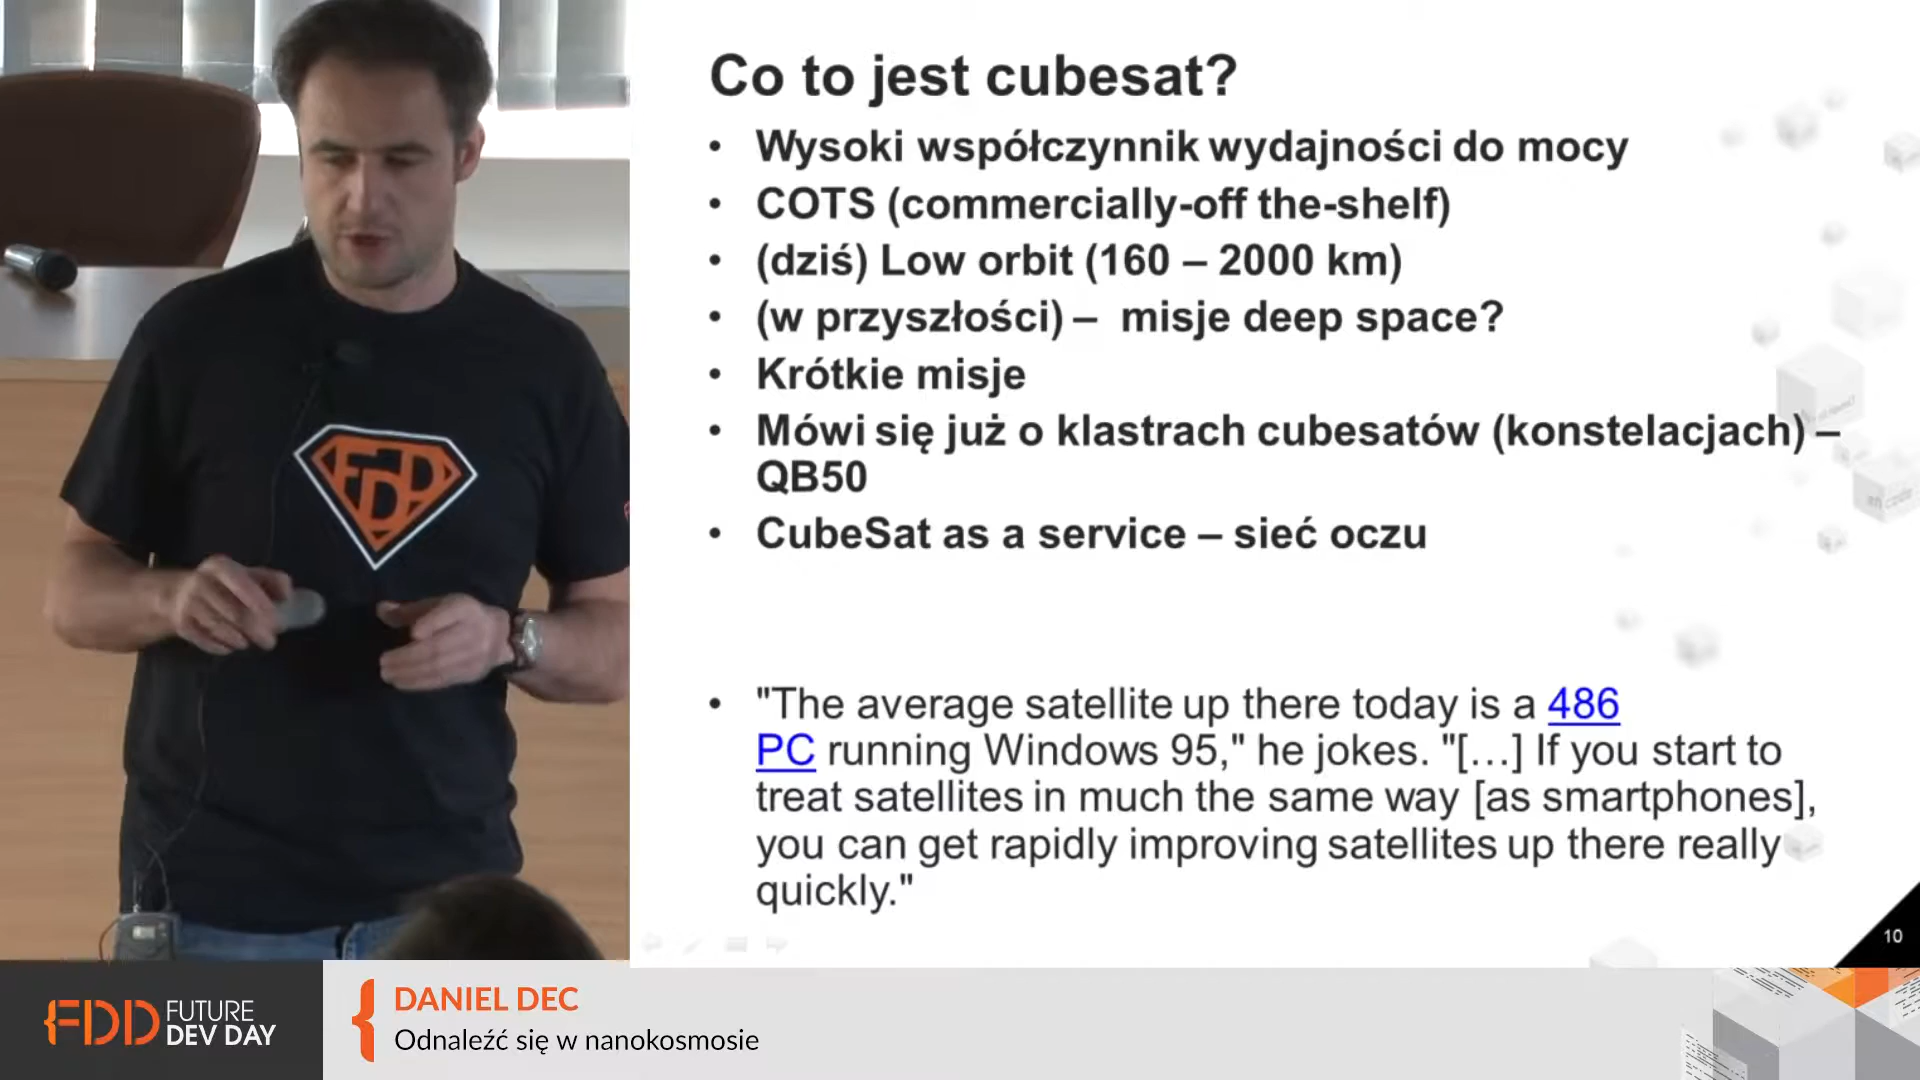 Co to jest cubesat?
• Wysoki współczynnik wydajności do mocy
• COTS (commercially-off the-shelf)
• (dziś) Low orbit (160 – 2000 km)
• (w przyszłości) – misje deep space?
• Krótkie misje
• Mówi się już o klastrach cubesatów (konstelacjach) –
QB50
• CubeSat as a service – sieć oczu
• "The average satellite up there today is a 486
PC running Windows 95," he jokes. "[…] If you start to
treat satellites in much the same way [as smartphones],
you can get rapidly improving satellites up there really
quickly."
10
FDD
FDD FUTURE
DEV DAY
DANIEL DEC
Odnaleźć się w nanokosmosie